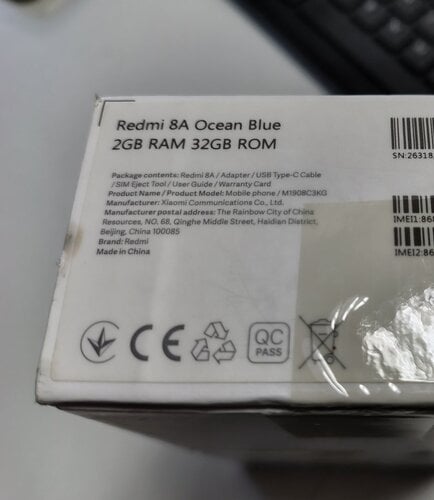 Redmi 8A Ocean Blue
2GB RAM 32GB ROM
Package contents: Redmi 8A / Adapter / USB Type-C Cable
/ SIM Eject Tool / User Guide / Warranty Card
Product Name / Product Model: Mobile phone / M1908C3KG
Manufacturer: Xiaomi Communications Co., Ltd.
Manufacturer postal address: The Rainbow City of China
Resources, NO. 68, Qinghe Middle Street, Haidian District,
Beijing, China 100085
Brand: Redmi
Made in China
SN:26318
IMEI1:86
IMEI2:86
CE
QC
PASS